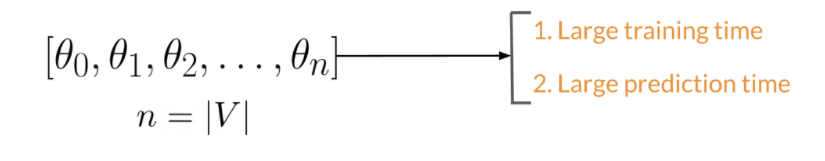 [θ₀, θ₁, θ₂, . . . , θₙ]
n = |V|
1. Large training time
2. Large prediction time